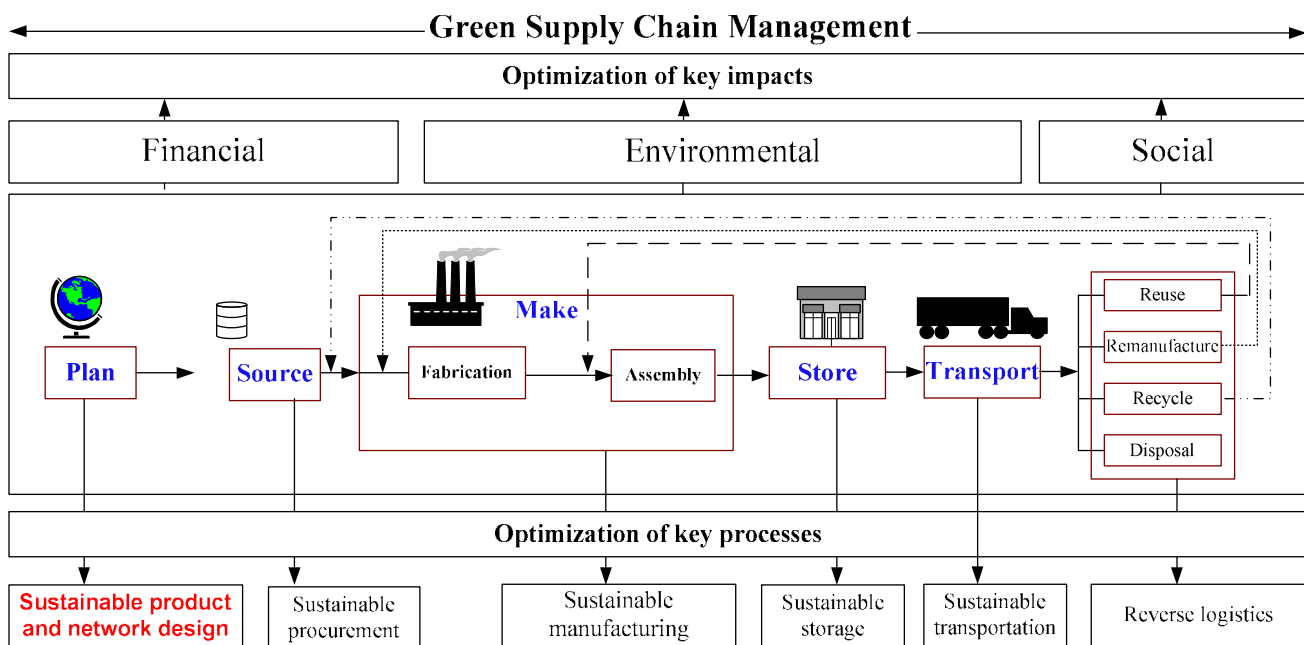 Green Supply Chain Management
Optimization of key impacts
Financial
Environmental
Social
Make
Plan
Source
Fabrication
Assembly
Store
Transport
Reuse
Remanufacture
Recycle
Disposal
Optimization of key processes
Sustainable product
and network design
Sustainable
procurement
Sustainable
manufacturing
Sustainable
storage
Sustainable
transportation
Reverse logistics